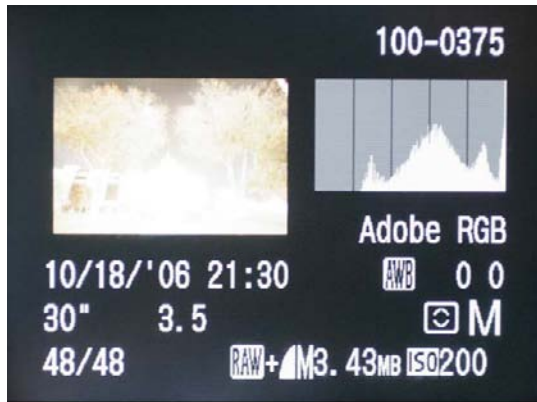 100-0375
Adobe RGB
10/18/'06 21:30 AWB 0 0
30" 3.5 M
48/48 RAW+M3.43MB ISO200